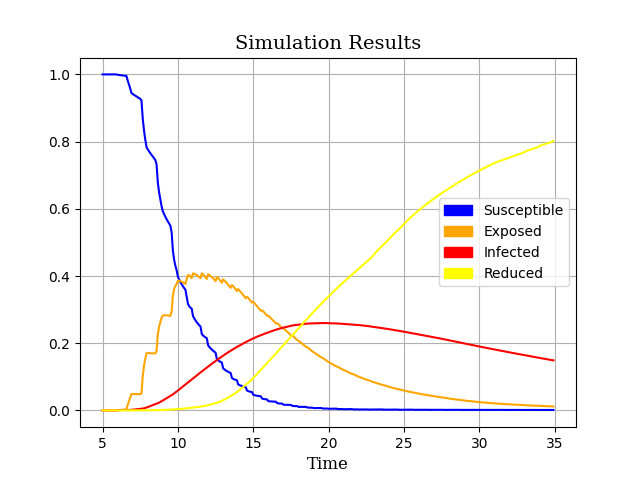 Simulation Results
1.0
0.8
0.6
0.4
0.2
0.0
Susceptible
Exposed
Infected
Reduced
5 10 15 20 25 30 35
Time